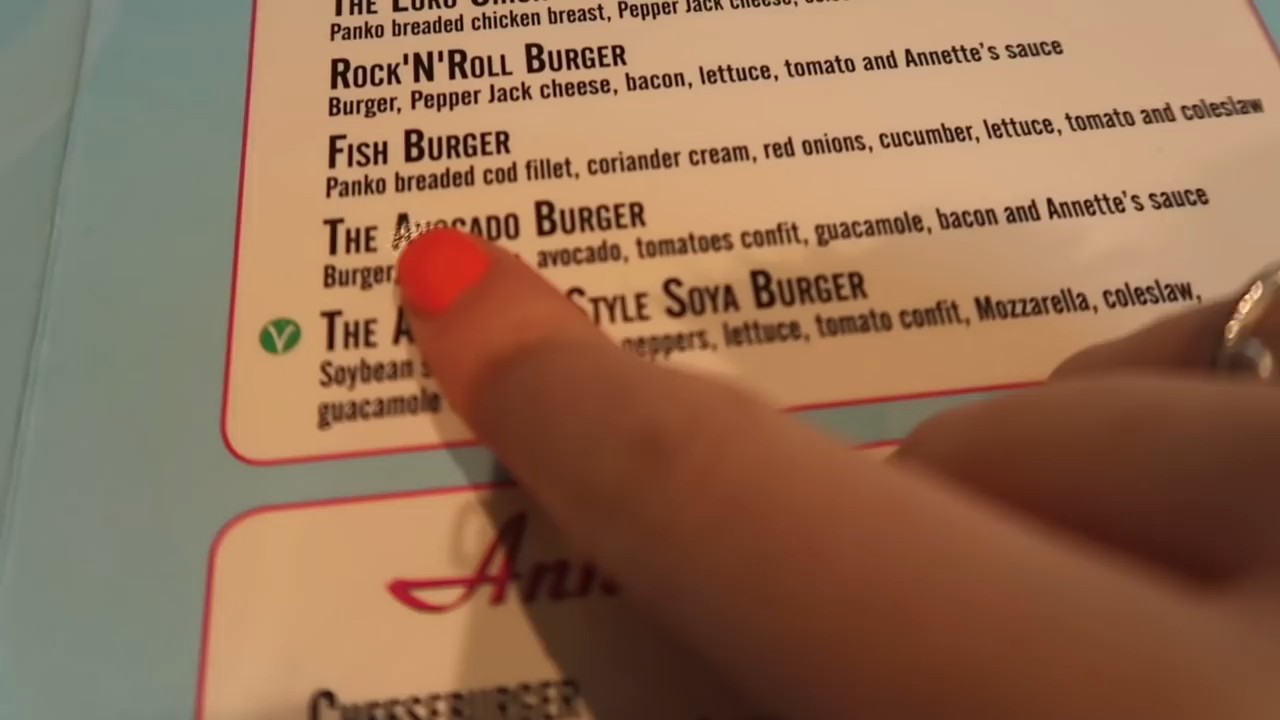 THE
Panko breaded chicken breast, Pepper Jack cheese,
ROCK'N'ROLL BURGER
Burger, Pepper Jack cheese, bacon, lettuce, tomato and Annette's sauce
FISH BURGER
Panko breaded cod fillet, coriander cream, red onions, cucumber, lettuce, tomato and coleslaw
THE AVOCADO BURGER
Burger, avocado, tomatoes confit, guacamole, bacon and Annette's sauce
THE STYLE SOYA BURGER
Soybean peppers, lettuce, tomato confit, Mozzarella, coleslaw,
guacamole
CHEESEBURGER